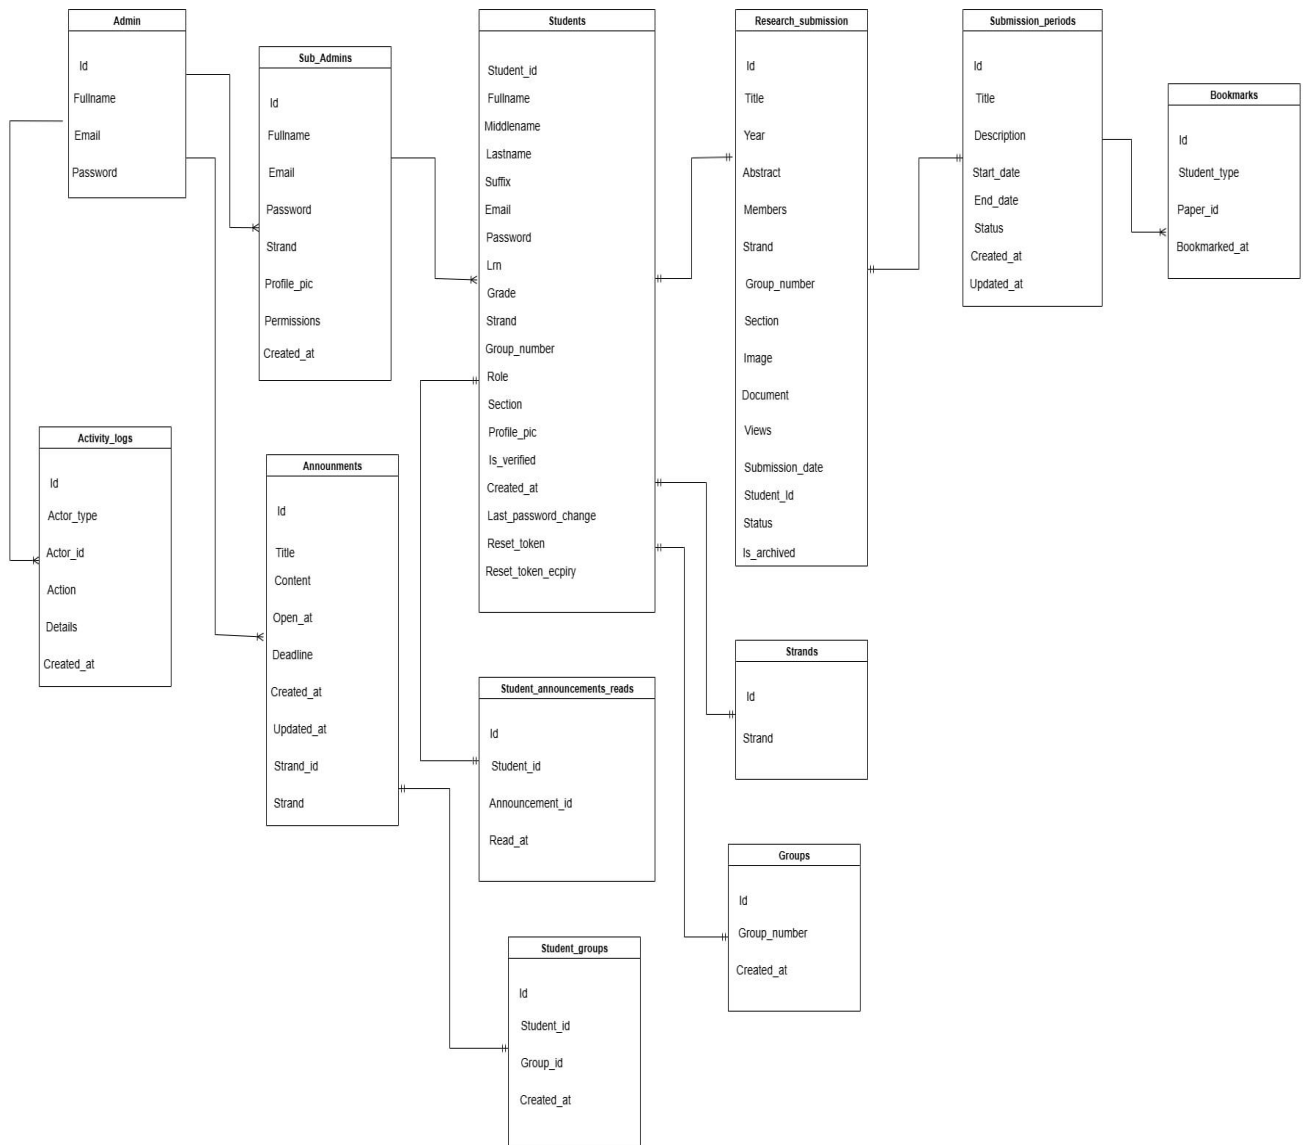 Admin
Id
Fullname
Email
Password
Sub_Admins
Id
Fullname
Email
Password
Strand
Profile_pic
Permissions
Created_at
Students
Student_id
Fullname
Middlename
Lastname
Suffix
Email
Password
Lrn
Grade
Strand
Group_number
Role
Section
Profile_pic
Is_verified
Created_at
Last_password_change
Reset_token
Reset_token_ecpiry
Research_submission
Id
Title
Year
Abstract
Members
Strand
Group_number
Section
Image
Document
Views
Submission_date
Student_Id
Status
Is_archived
Submission_periods
Id
Title
Description
Start_date
End_date
Status
Created_at
Updated_at
Bookmarks
Id
Student_type
Paper_id
Bookmarked_at
Activity_logs
Id
Actor_type
Actor_id
Action
Details
Created_at
Announments
Id
Title
Content
Open_at
Deadline
Created_at
Updated_at
Strand_id
Strand
Student_announcements_reads
Id
Student_id
Announcement_id
Read_at
Strands
Id
Strand
Groups
Id
Group_number
Created_at
Student_groups
Id
Student_id
Group_id
Created_at